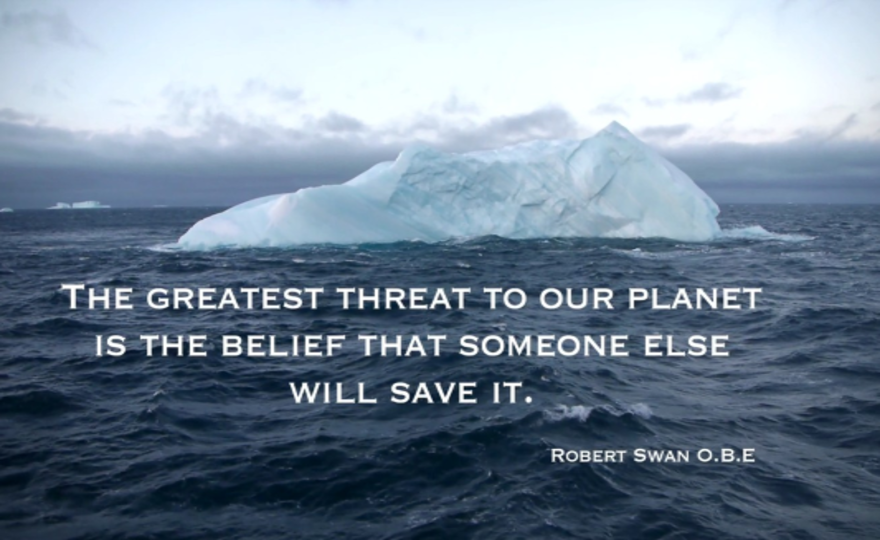 The greatest threat to our planet
is the belief that someone else
will save it.
Robert Swan O.B.E